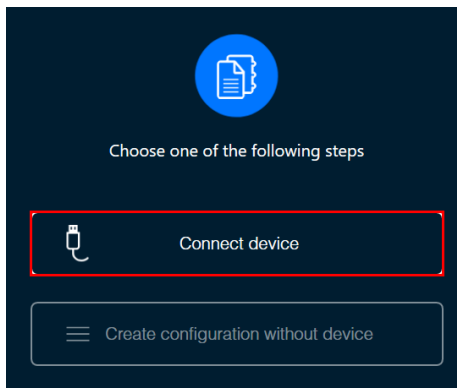 Choose one of the following steps
Connect device
Create configuration without device